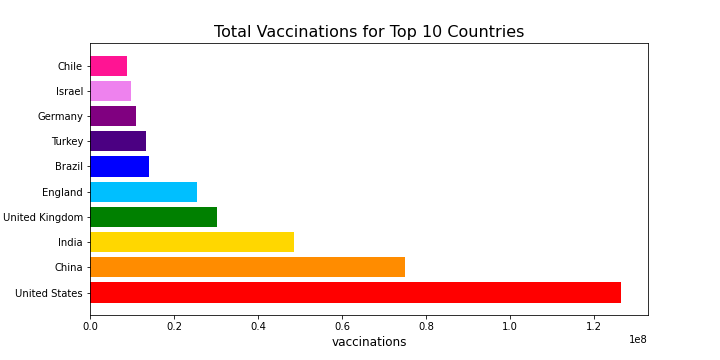 Total Vaccinations for Top 10 Countries
Chile
Israel
Germany
Turkey
Brazil
England
United Kingdom
India
China
United States
0.0 0.2 0.4 0.6 0.8 1.0 1.2
1e8
vaccinations